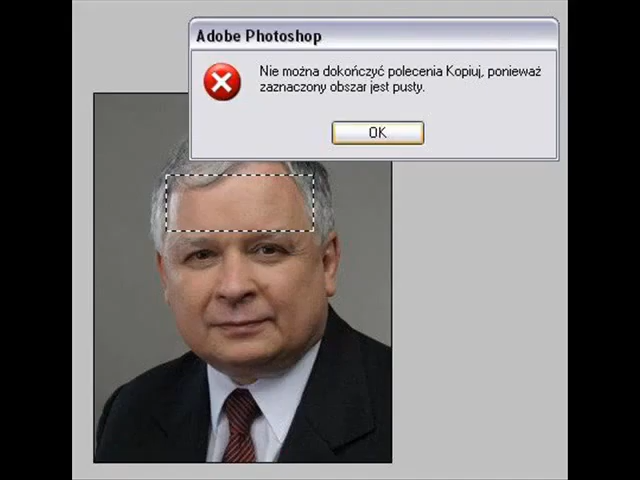 Adobe Photoshop
Nie można dokończyć polecenia Kopiuj, ponieważ
zaznaczony obszar jest pusty.
OK